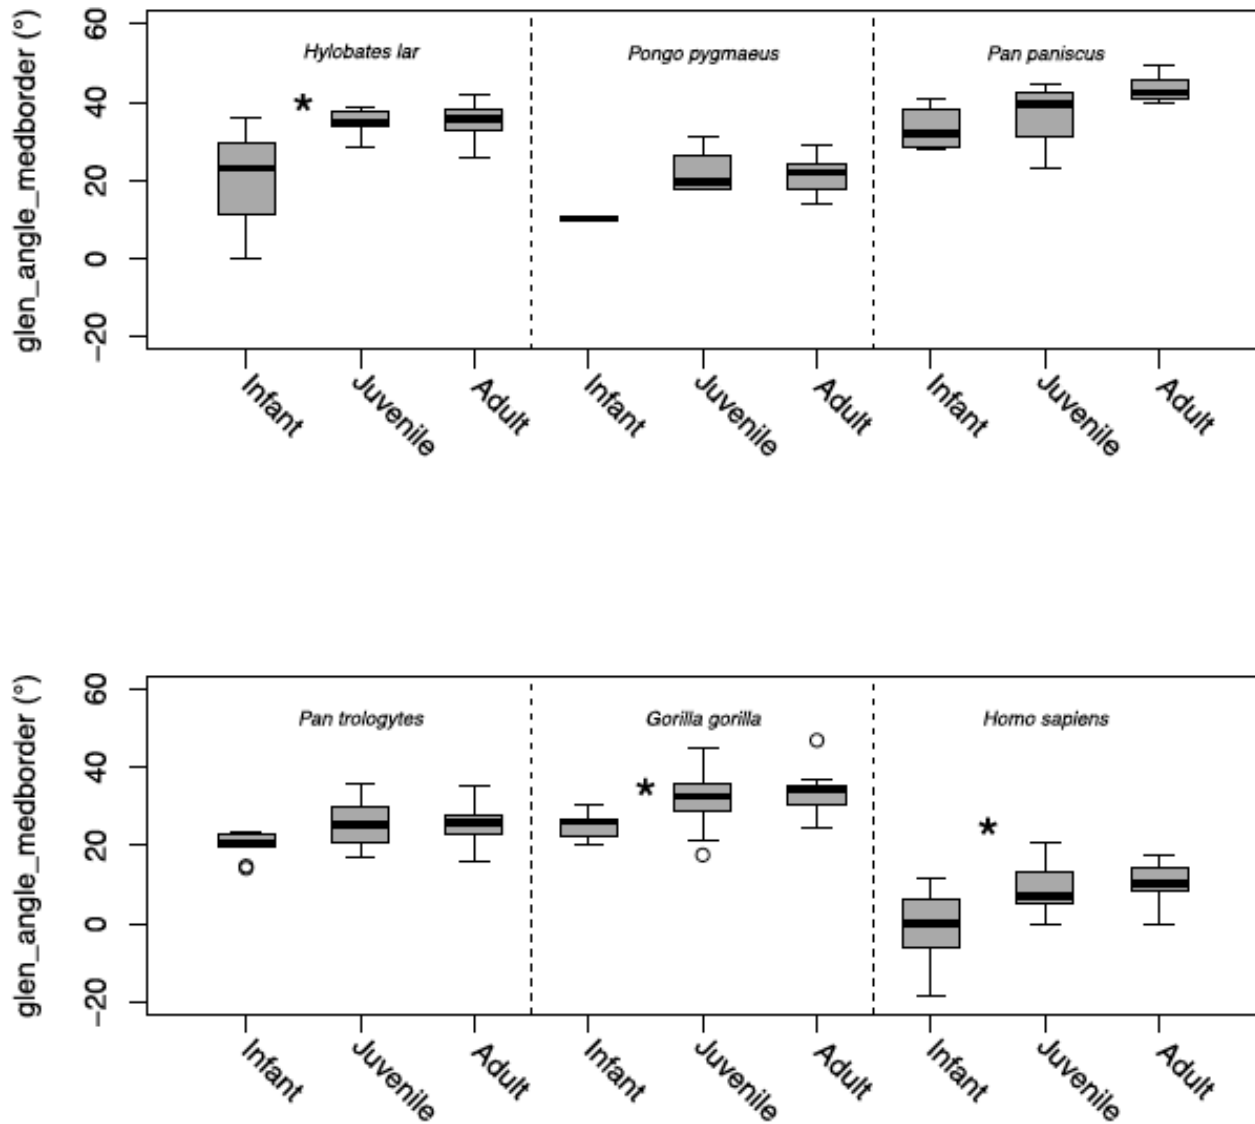 glen_angle_medborder (°)
60
40
20
0
−20
Hylobates lar
Pongo pygmaeus
Pan paniscus
*
Infant
Juvenile
Adult
Infant
Juvenile
Adult
Infant
Juvenile
Adult
glen_angle_medborder (°)
60
40
20
0
−20
Pan trologytes
Gorilla gorilla
Homo sapiens
*
*
Infant
Juvenile
Adult
Infant
Juvenile
Adult
Infant
Juvenile
Adult